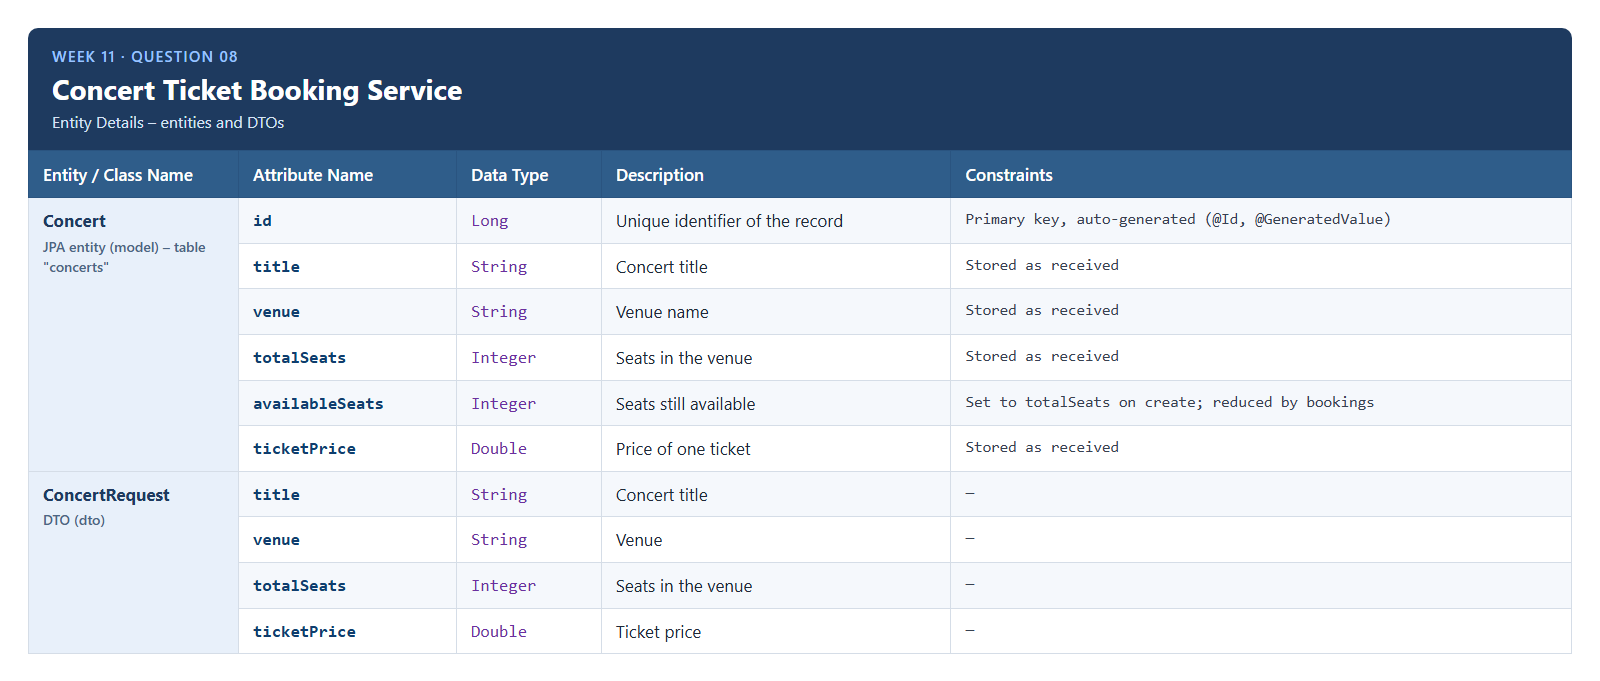 WEEK 11 · QUESTION 08
Concert Ticket Booking Service
Entity Details – entities and DTOs
Entity / Class Name Attribute Name Data Type Description Constraints
Concert id Long Unique identifier of the record Primary key, auto-generated (@Id, @GeneratedValue)
JPA entity (model) – table
"concerts"
title String Concert title Stored as received
venue String Venue name Stored as received
totalSeats Integer Seats in the venue Stored as received
availableSeats Integer Seats still available Set to totalSeats on create; reduced by bookings
ticketPrice Double Price of one ticket Stored as received
ConcertRequest title String Concert title –
DTO (dto)
venue String Venue –
totalSeats Integer Seats in the venue –
ticketPrice Double Ticket price –